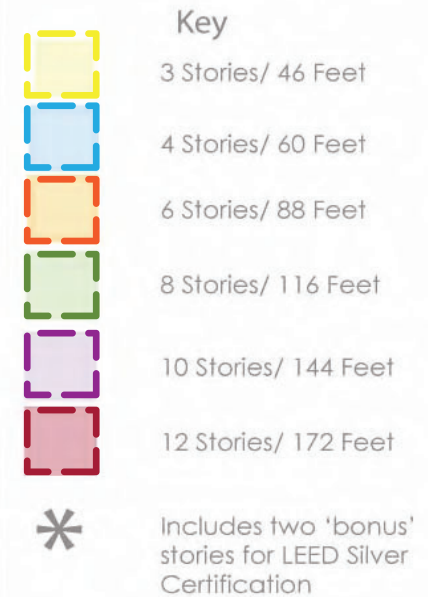 Key
3 Stories/ 46 Feet
4 Stories/ 60 Feet
6 Stories/ 88 Feet
8 Stories/ 116 Feet
10 Stories/ 144 Feet
12 Stories/ 172 Feet
* Includes two ‘bonus’
stories for LEED Silver
Certification